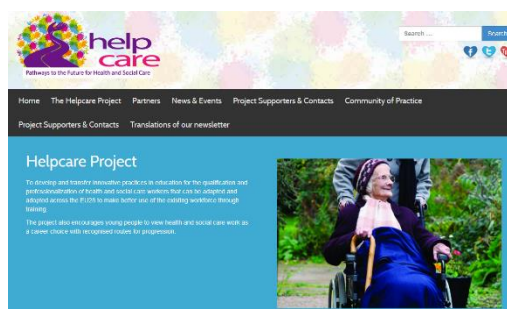 help
care
Pathways to the Future for Health and Social Care
Search ...
Search
Home The Helpcare Project Partners News & Events Project Supporters & Contacts Community of Practice
Project Supporters & Contacts Translations of our newsletter
Helpcare Project
To develop and transfer innovative practices in education for the qualification and
professionalization of health and social care workers that can be adapted and
adopted across the EU28 to make better use of the existing workforce through
training.
The project also encourages young people to view health and social care work as
a career choice with recognised routes for progression.